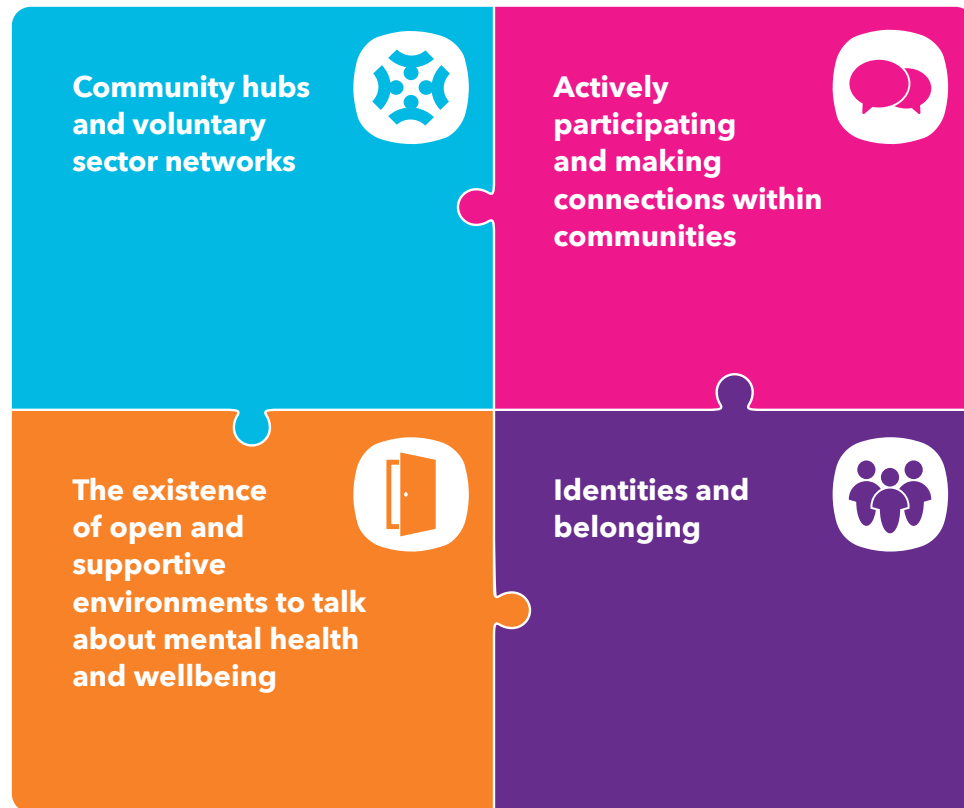 Community hubs
and voluntary
sector networks
Actively
participating
and making
connections within
communities
The existence
of open and
supportive
environments to talk
about mental health
and wellbeing
Identities and
belonging